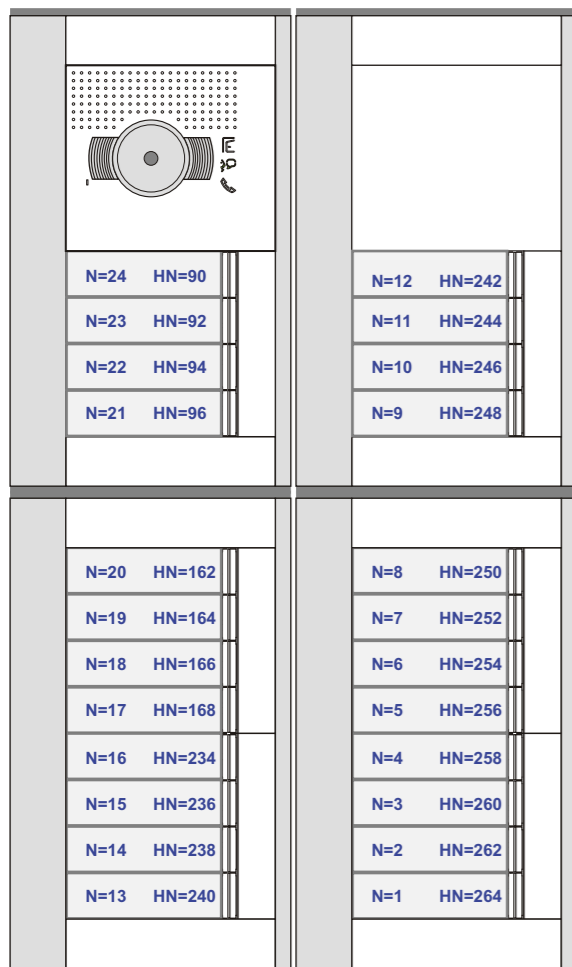 N=24 HN=90
N=23 HN=92
N=22 HN=94
N=21 HN=96
N=12 HN=242
N=11 HN=244
N=10 HN=246
N=9 HN=248
N=20 HN=162
N=19 HN=164
N=18 HN=166
N=17 HN=168
N=16 HN=234
N=15 HN=236
N=14 HN=238
N=13 HN=240
N=8 HN=250
N=7 HN=252
N=6 HN=254
N=5 HN=256
N=4 HN=258
N=3 HN=260
N=2 HN=262
N=1 HN=264